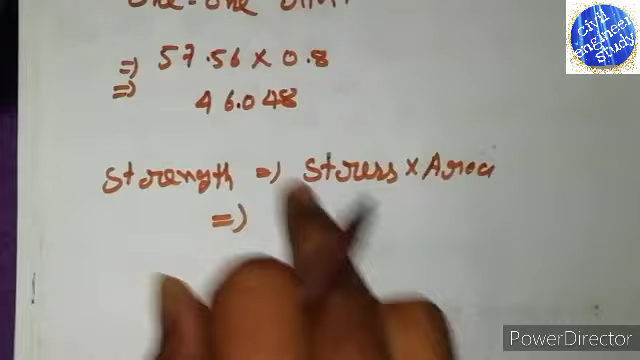 ⇒ 57.56 × 0.8
⇒ 46.048
Strength ⇒ Stress × Area
⇒
civil
engineer
study
PowerDirector